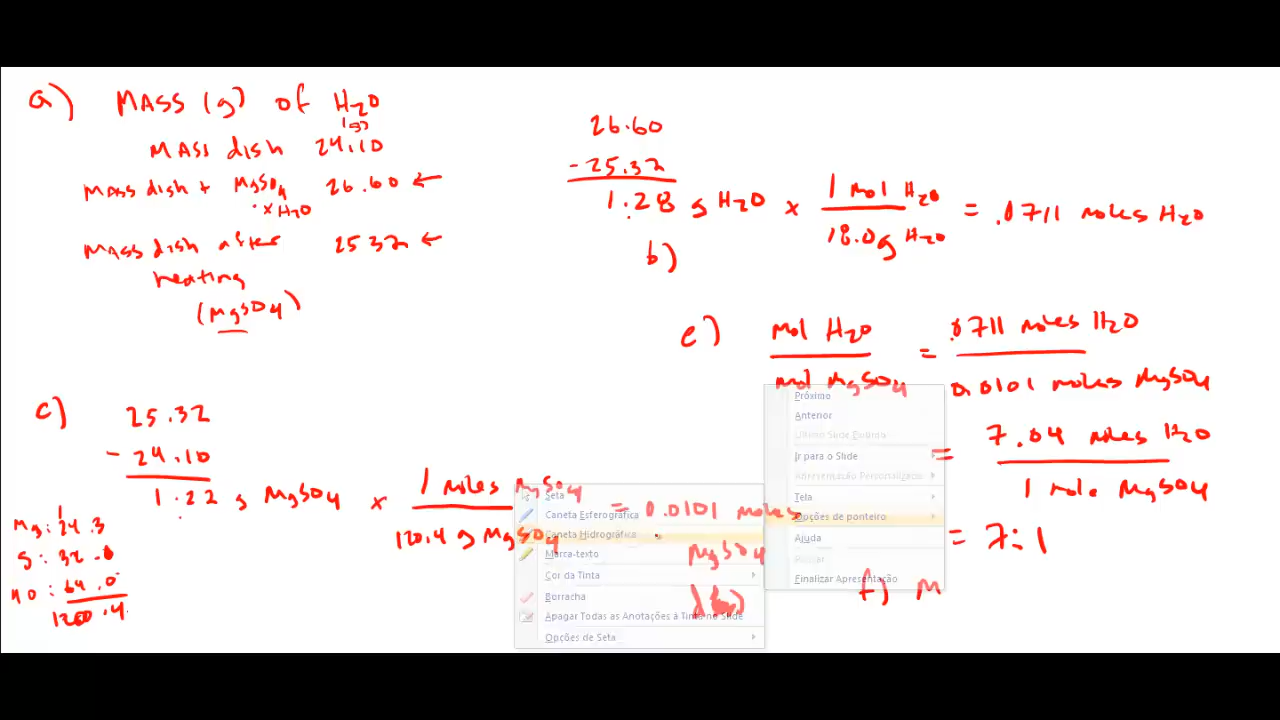 a) MASS (g) of H2O
MASS dish 24.10
MASS dish + MgSO4 26.60 ←
· x H2O
MASS dish after 25.32 ←
heating
(MgSO4)
26.60
- 25.32
1.28 g H2O x 1 mol H2O / 18.0g H2O = .0711 moles H2O
b)
c) 25.32
- 24.10
1.22 g MgSO4 x 1 moles MgSO4 / 120.4 g MgSO4 = 0.0101 moles
MgSO4
Mg: 24.3
S: 32.0
40: 64.0
120.4
e) mol H2O / mol MgSO4 = .0711 moles H2O / 0.0101 moles MgSO4
= 7.04 moles H2O / 1 mole MgSO4
= 7:1
f) M
Próximo
Anterior
Último Slide Exibido
Ir para o Slide
Apresentação Personalizada
Tela
Opções de ponteiro
Ajuda
Pausar
Finalizar Apresentação
Seta
Caneta Esferográfica
Caneta Hidrográfica
Marca-texto
Cor da Tinta
Borracha
Apagar Todas as Anotações à Tinta no Slide
Opções de Seta